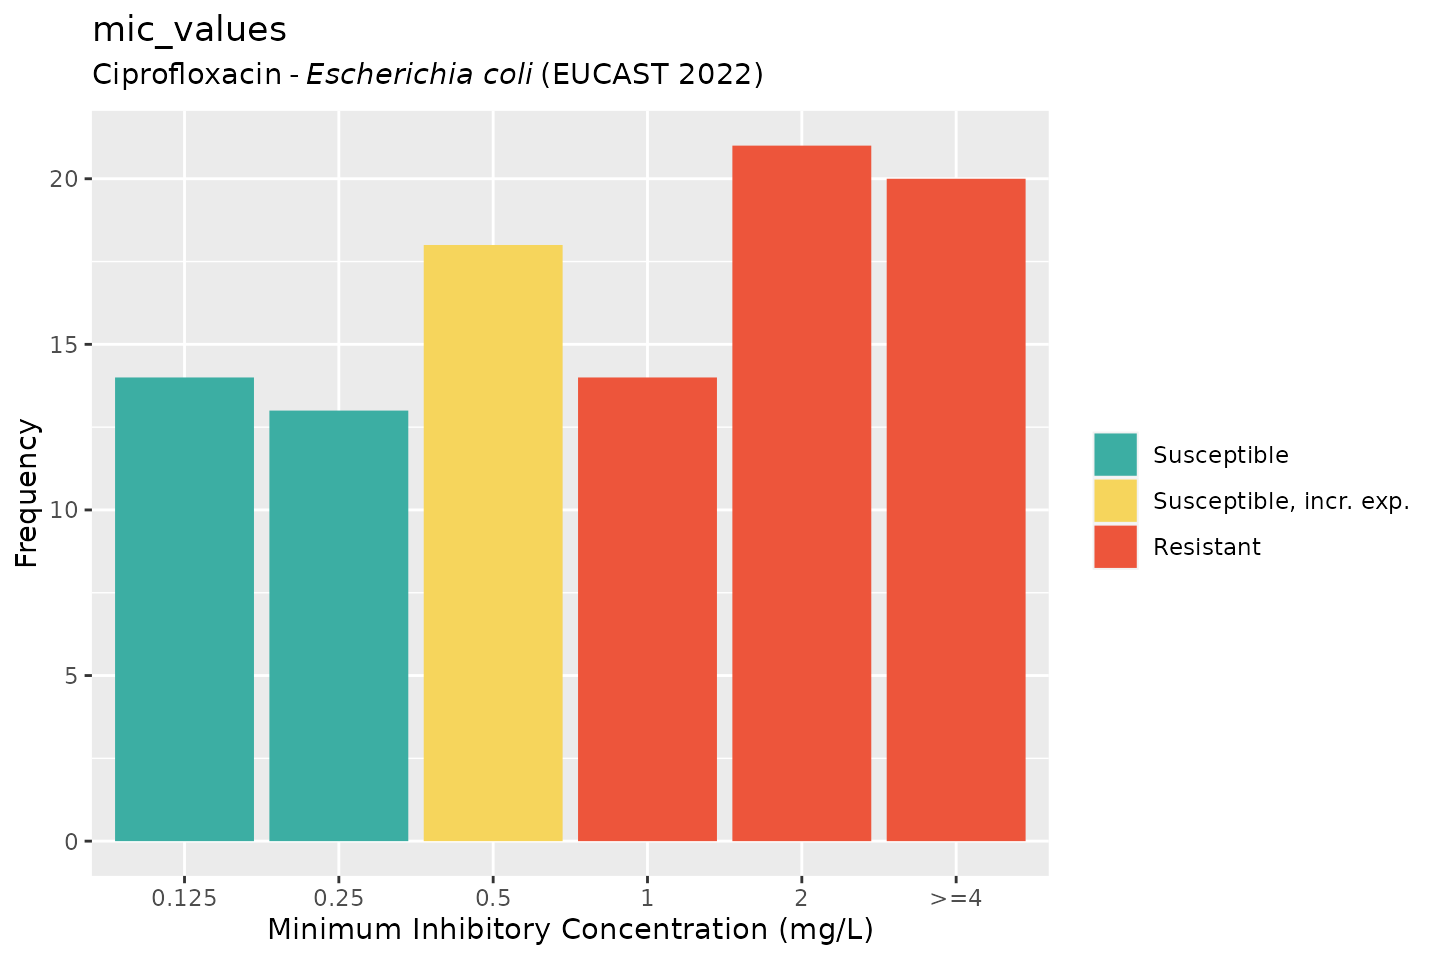 mic_values
Ciprofloxacin - Escherichia coli (EUCAST 2022)
Frequency
20
15
10
5
0
0.125
0.25
0.5
1
2
>=4
Minimum Inhibitory Concentration (mg/L)
Susceptible
Susceptible, incr. exp.
Resistant